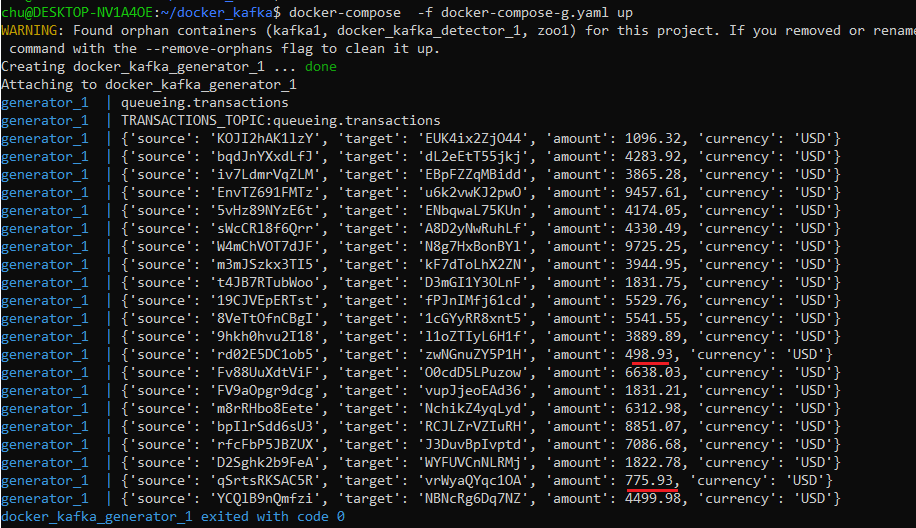 chu@DESKTOP-NV1A4OE:~/docker_kafka$ docker-compose  -f docker-compose-g.yaml up
WARNING: Found orphan containers (kafka1, docker_kafka_detector_1, zoo1) for this project. If you removed or rename
 command with the --remove-orphans flag to clean it up.
Creating docker_kafka_generator_1 ... done
Attaching to docker_kafka_generator_1
generator_1  | queueing.transactions
generator_1  | TRANSACTIONS_TOPIC:queueing.transactions
generator_1  | {'source': 'KOJI2hAK1lzY', 'target': 'EUK4ix2ZjO44', 'amount': 1096.32, 'currency': 'USD'}
generator_1  | {'source': 'bqdJnYXxdLfJ', 'target': 'dL2eEtT55jkj', 'amount': 4283.92, 'currency': 'USD'}
generator_1  | {'source': 'iv7LdmrVqZLM', 'target': 'EBpFZZqMBidd', 'amount': 3865.28, 'currency': 'USD'}
generator_1  | {'source': 'EnvTZ691FMTz', 'target': 'u6k2vwKJ2pwO', 'amount': 9457.61, 'currency': 'USD'}
generator_1  | {'source': '5vHz89NYzE6t', 'target': 'ENbqwaL75KUn', 'amount': 4174.05, 'currency': 'USD'}
generator_1  | {'source': 'sWcCRl8f6Qrr', 'target': 'A8D2yNwRuhLf', 'amount': 4330.49, 'currency': 'USD'}
generator_1  | {'source': 'W4mChVOT7dJF', 'target': 'N8g7HxBonBYl', 'amount': 9725.25, 'currency': 'USD'}
generator_1  | {'source': 'm3mJSzkx3TI5', 'target': 'kF7dToLhX2ZN', 'amount': 3944.95, 'currency': 'USD'}
generator_1  | {'source': 't4JB7RTubWoo', 'target': 'D3mGI1Y3OLnF', 'amount': 1831.75, 'currency': 'USD'}
generator_1  | {'source': '19CJVEpERTst', 'target': 'fPJnIMfj61cd', 'amount': 5529.76, 'currency': 'USD'}
generator_1  | {'source': '8VeTtOfnCBgI', 'target': '1cGYyRR8xnt5', 'amount': 5541.55, 'currency': 'USD'}
generator_1  | {'source': '9hkh0hvu2I18', 'target': 'l1oZTIyL6H1f', 'amount': 3889.89, 'currency': 'USD'}
generator_1  | {'source': 'rd02E5DC1ob5', 'target': 'zwNGnuZY5P1H', 'amount': 498.93, 'currency': 'USD'}
generator_1  | {'source': 'Fv88UuXdtViF', 'target': 'O0cdD5LPuzow', 'amount': 6638.03, 'currency': 'USD'}
generator_1  | {'source': 'FV9aOpgr9dcg', 'target': 'vupJjeoEAd36', 'amount': 1831.21, 'currency': 'USD'}
generator_1  | {'source': 'm8rRHbo8Eete', 'target': 'NchikZ4yqLyd', 'amount': 6312.98, 'currency': 'USD'}
generator_1  | {'source': 'bpIlrSdd6sU3', 'target': 'RCJLZrVZIuRH', 'amount': 8851.07, 'currency': 'USD'}
generator_1  | {'source': 'rfcFbP5JBZUX', 'target': 'J3DuvBpIvptd', 'amount': 7086.68, 'currency': 'USD'}
generator_1  | {'source': 'D2Sghk2b9FeA', 'target': 'WYFUVCnNLRMj', 'amount': 1822.78, 'currency': 'USD'}
generator_1  | {'source': 'qSrtsRKSAC5R', 'target': 'vrWyaQYqc1OA', 'amount': 775.93, 'currency': 'USD'}
generator_1  | {'source': 'YCQlB9nQmfzi', 'target': 'NBNcRg6Dq7NZ', 'amount': 4499.98, 'currency': 'USD'}
docker_kafka_generator_1 exited with code 0